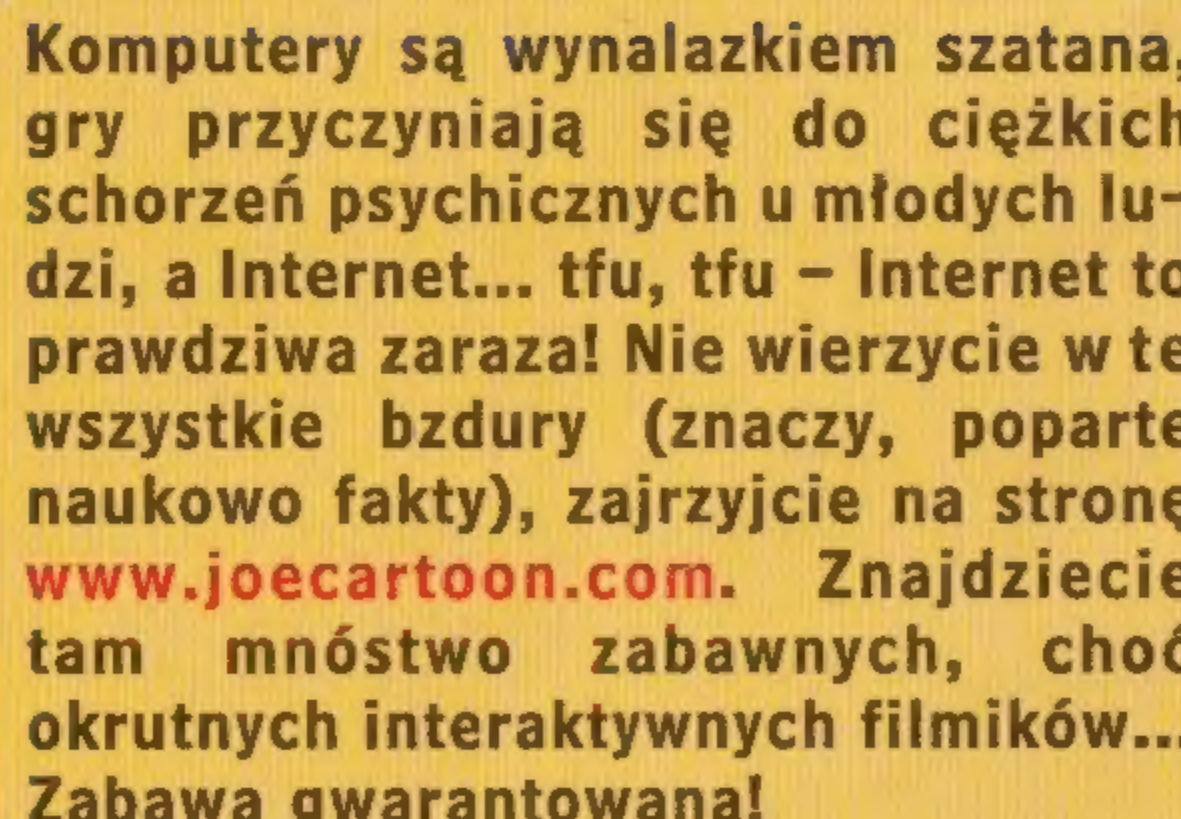 Komputery są wynalazkiem szatana,
gry przyczyniają się do ciężkich
schorzeń psychicznych u młodych lu-
dzi, a Internet... tfu, tfu – Internet to
prawdziwa zaraza! Nie wierzycie w te
wszystkie bzdury (znaczy, poparte
naukowo fakty), zajrzyjcie na stronę
www.joecartoon.com. Znajdziecie
tam mnóstwo zabawnych, choć
okrutnych interaktywnych filmików...
Zabawa gwarantowana!